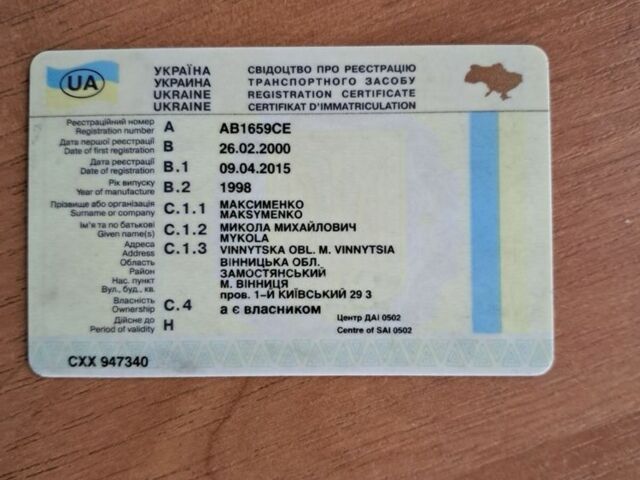 UA
УКРАЇНА
УКРАИНА
UKRAINE
UKRAINE
СВІДОЦТВО ПРО РЕЄСТРАЦІЮ
ТРАНСПОРТНОГО ЗАСОБУ
REGISTRATION CERTIFICATE
CERTIFICAT D'IMMATRICULATION
Реєстраційний номер
Registration number A AB1659CE
Дата першої реєстрації
Date of first registration B 26.02.2000
Дата реєстрації
Date of registration B.1 09.04.2015
Рік випуску
Year of manufacture B.2 1998
Прізвище або організація C.1.1 МАКСИМЕНКО
Surname or company MAKSYMENKO
Ім'я та по батькові C.1.2 МИКОЛА МИХАЙЛОВИЧ
Given name(s) MYKOLA
Адреса C.1.3 VINNYTSKA OBL. M. VINNYTSIA
Address
Область ВІННИЦЬКА ОБЛ.
Район ЗАМОСТЯНСЬКИЙ
Нас. пункт М. ВІННИЦЯ
Вул., буд., кв. пров. 1-Й КИЇВСЬКИЙ 29 3
Власність
Ownership C.4 а є власником
Дійсне до
Period of validity H
Центр ДАІ 0502
Centre of SAI 0502
СХХ 947340